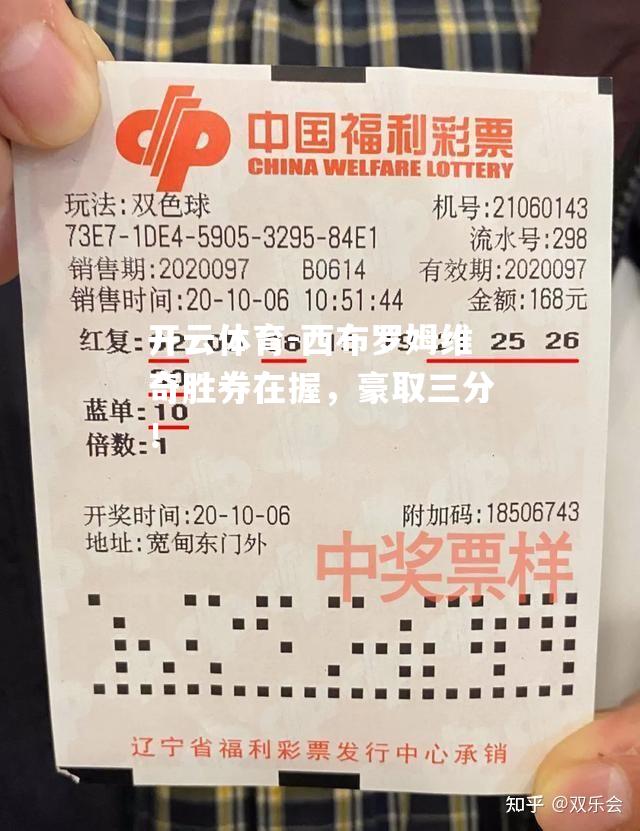 中国福利彩票
CHINA WELFARE LOTTERY
玩法:双色球 机号:21060143
73E7-1DE4-5905-3295-84E1 流水号:298
销售期:2020097 B0614 有效期:2020097
销售时间:20-10-06 10:51:44 金额:168元
红复: 25 26
开云体育-西布罗姆维
奇胜券在握，豪取三分
!
蓝单:10
倍数:1
开奖时间:20-10-06 附加码:18506743
地址:宽甸东门外
中奖票样
辽宁省福利彩票发行中心承销
知乎 @双乐会